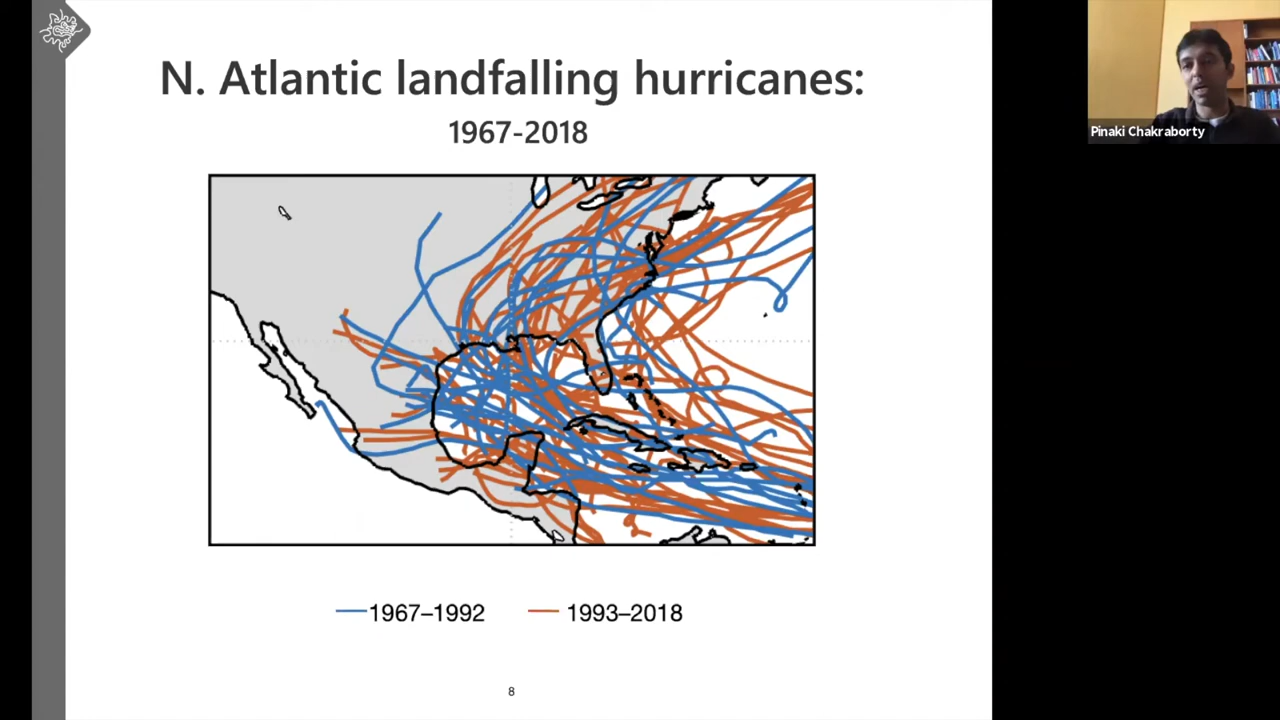 N. Atlantic landfalling hurricanes:
1967-2018
Pinaki Chakraborty
1967–1992
1993–2018
8